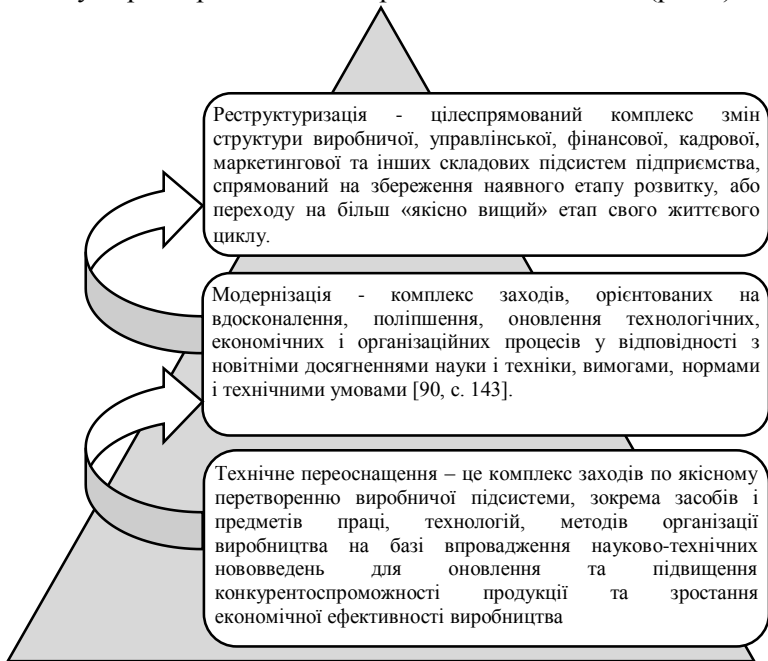 Реструктуризація - цілеспрямований комплекс змін
структури виробничої, управлінської, фінансової, кадрової,
маркетингової та інших складових підсистем підприємства,
спрямований на збереження наявного етапу розвитку, або
переходу на більш «якісно вищий» етап свого життєвого
циклу.
Модернізація - комплекс заходів, орієнтованих на
вдосконалення, поліпшення, оновлення технологічних,
економічних і організаційних процесів у відповідності з
новітніми досягненнями науки і техніки, вимогами, нормами
і технічними умовами [90, с. 143].
Технічне переоснащення – це комплекс заходів по якісному
перетворенню виробничої підсистеми, зокрема засобів і
предметів праці, технологій, методів організації
виробництва на базі впровадження науково-технічних
нововведень для оновлення та підвищення
конкурентоспроможності продукції та зростання
економічної ефективності виробництва